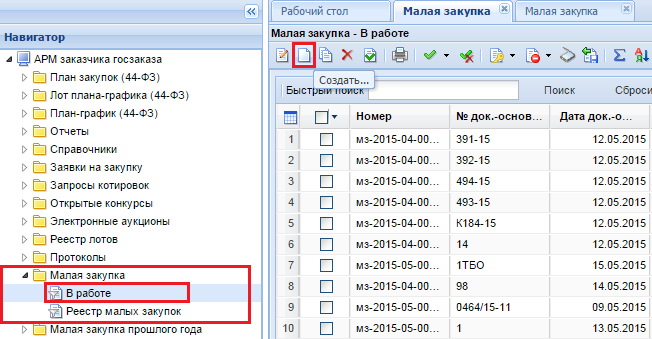 Навигатор
АРМ заказчика госзаказа
План закупок (44-ФЗ)
Лот плана-графика (44-ФЗ)
План-график (44-ФЗ)
Отчеты
Справочники
Заявки на закупку
Запросы котировок
Открытые конкурсы
Электронные аукционы
Реестр лотов
Протоколы
Малая закупка
В работе
Реестр малых закупок
Малая закупка прошлого года
Рабочий стол Малая закупка Малая закупка
Малая закупка - В работе
Создать...
Быстрый поиск Поиск Сброси
Номер № док.-основ... Дата док.-о...
1 мз-2015-04-00... 391-15 12.05.2015
2 мз-2015-04-00... 392-15 12.05.2015
3 мз-2015-04-00... 494-15 12.05.2015
4 мз-2015-04-00... 493-15 12.05.2015
5 мз-2015-04-00... К184-15 12.05.2015
6 мз-2015-04-00... 14 12.05.2015
7 мз-2015-05-00... 1ТБО 15.05.2015
8 мз-2015-04-00... 98 14.05.2015
9 мз-2015-05-00... 0464/15-11 09.05.2015
10 мз-2015-05-00... 1 13.05.2015